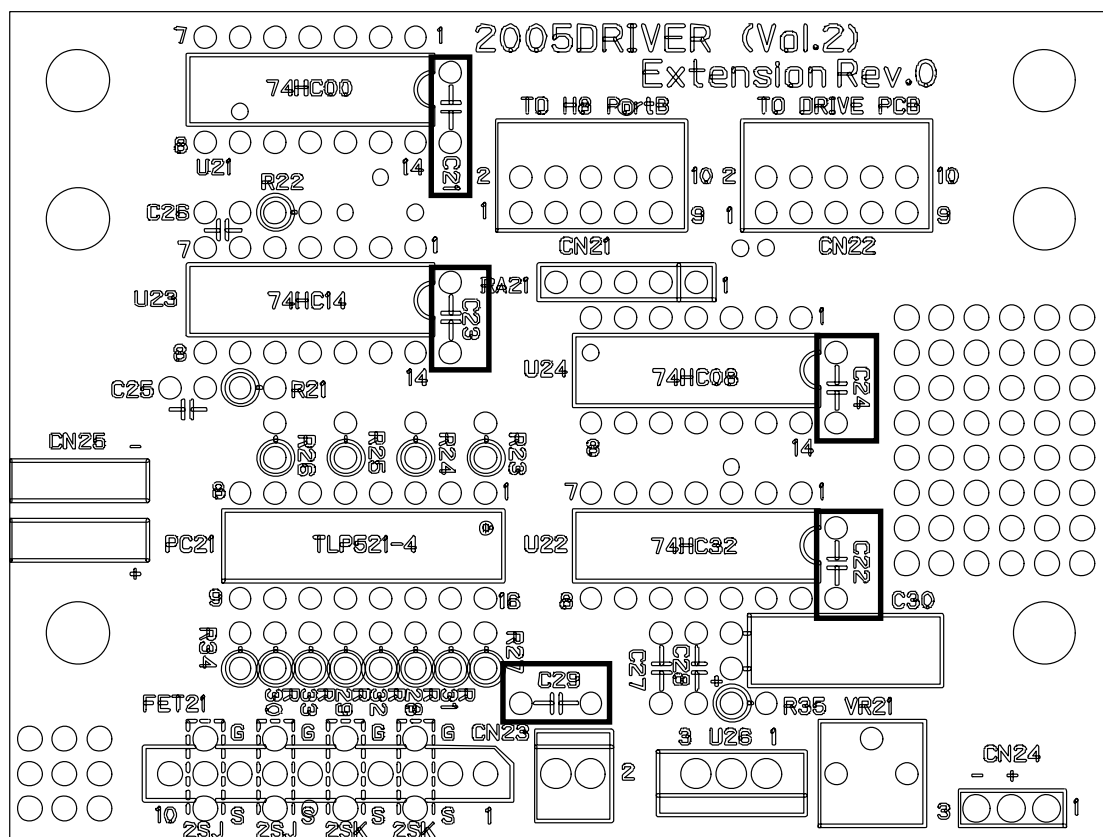 7 1 2005DRIVER (Vol.2)
Extension Rev.0
74HC00
TO H8 PortB TO DRIVE PCB
8 U21 14 C21
R22
2 10 2 10
C26
1 9 1 9
7 1 CN21 CN22
U23 74HC14 C23 RA21 1
1
8 14 U24 74HC08 C24
C25 R21
CN25 - 8 14
R26 R25 R24 R23
8 1 7 1
PC21 TLP521-4 U22 74HC32 C22
+
9 16 8 C30
R34 R27
C27 C28
C29
+
FET21 R35 VR21
G G G G CN23 3 U26 1
2 CN24
- +
10 S S S S 1 3 1
2SJ 2SJ 2SK 2SK